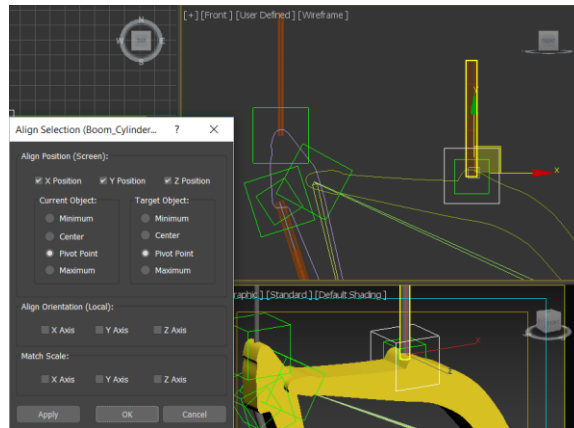 [+] [Front ] [User Defined ] [Wireframe ]
N
W
E
S
TOP
FRONT
Align Selection (Boom_Cylinder... ? ✕
Align Position (Screen):
X Position Y Position Z Position
Current Object: Target Object:
Minimum Minimum
Center Center
Pivot Point Pivot Point
Maximum Maximum
Align Orientation (Local):
X Axis Y Axis Z Axis
Match Scale:
X Axis Y Axis Z Axis
Apply OK Cancel
y
x
raphic ] [Standard ] [Default Shading ]
x